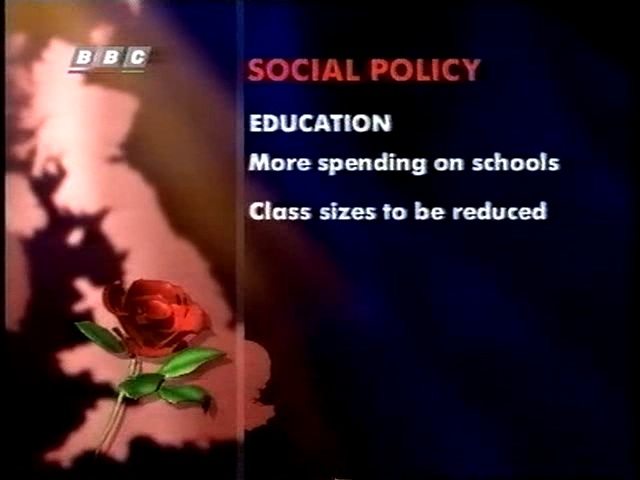 BBC
SOCIAL POLICY
EDUCATION
More spending on schools
Class sizes to be reduced